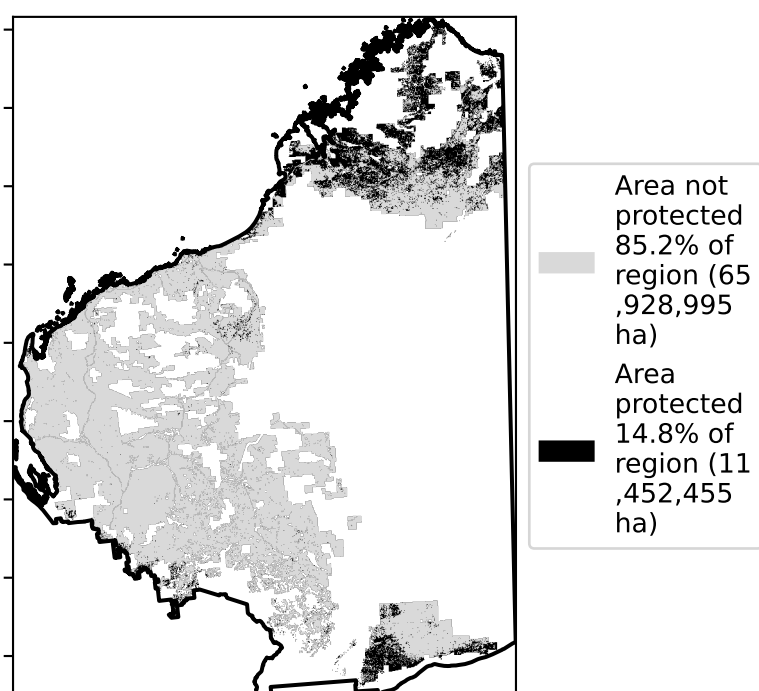 Area not
protected
85.2% of
region (65
,928,995
ha)
Area
protected
14.8% of
region (11
,452,455
ha)